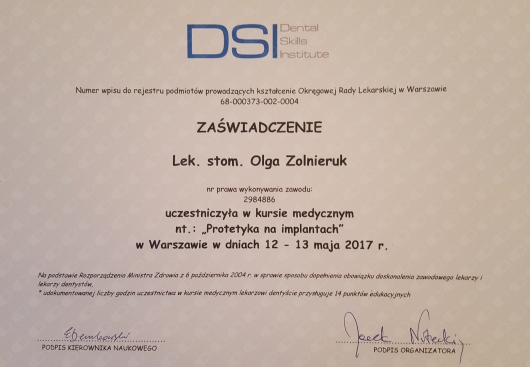 DSI Dental
Skills
Institute
Numer wpisu do rejestru podmiotów prowadzących kształcenie Okręgowej Rady Lekarskiej w Warszawie
68-000373-002-0004
ZAŚWIADCZENIE
Lek. stom. Olga Zolnieruk
nr prawa wykonywania zawodu:
2984886
uczestniczyła w kursie medycznym
nt.: „Protetyka na implantach”
w Warszawie w dniach 12 - 13 maja 2017 r.
Na podstawie Rozporządzenia Ministra Zdrowia z 6 października 2004 r. w sprawie sposobu dopełnienia obowiązku doskonalenia zawodowego lekarzy i
lekarzy dentystów.
* udokumentowanej liczby godzin uczestnictwa w kursie medycznym lekarzowi dentyście przysługuje 14 punktów edukacyjnych
PODPIS KIEROWNIKA NAUKOWEGO
Jacek
PODPIS ORGANIZATORA